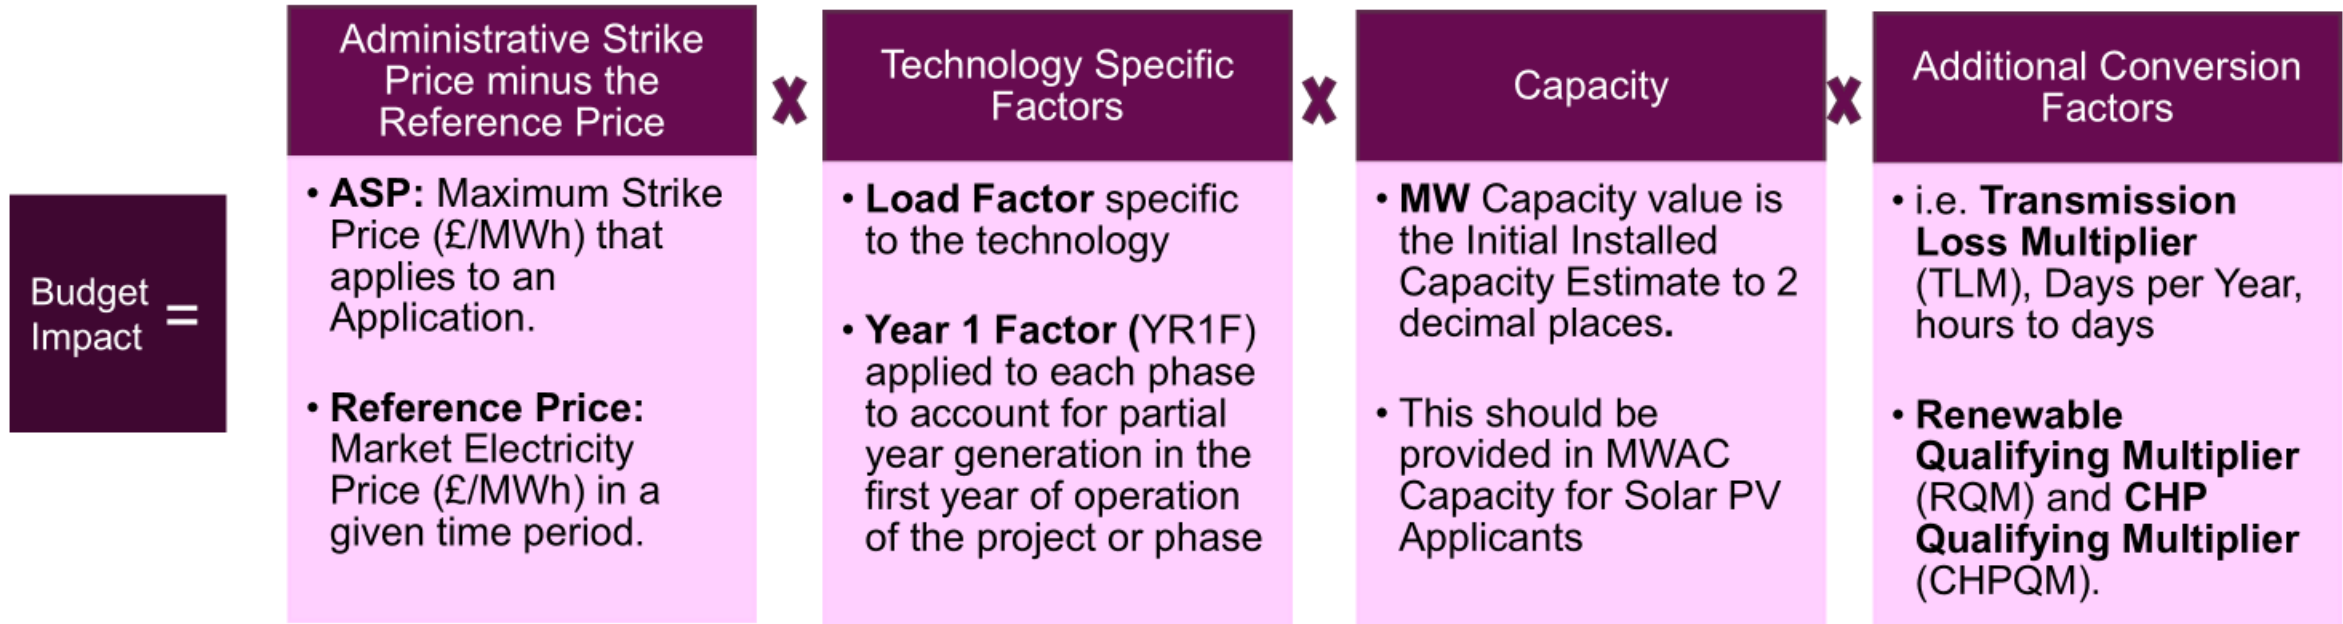 Budget
Impact
=
Administrative Strike
Price minus the
Reference Price
• ASP: Maximum Strike
Price (£/MWh) that
applies to an
Application.
• Reference Price:
Market Electricity
Price (£/MWh) in a
given time period.
x
Technology Specific
Factors
• Load Factor specific
to the technology
• Year 1 Factor (YR1F)
applied to each phase
to account for partial
year generation in the
first year of operation
of the project or phase
x
Capacity
• MW Capacity value is
the Initial Installed
Capacity Estimate to 2
decimal places.
• This should be
provided in MWAC
Capacity for Solar PV
Applicants
x
Additional Conversion
Factors
• i.e. Transmission
Loss Multiplier
(TLM), Days per Year,
hours to days
• Renewable
Qualifying Multiplier
(RQM) and CHP
Qualifying Multiplier
(CHPQM).